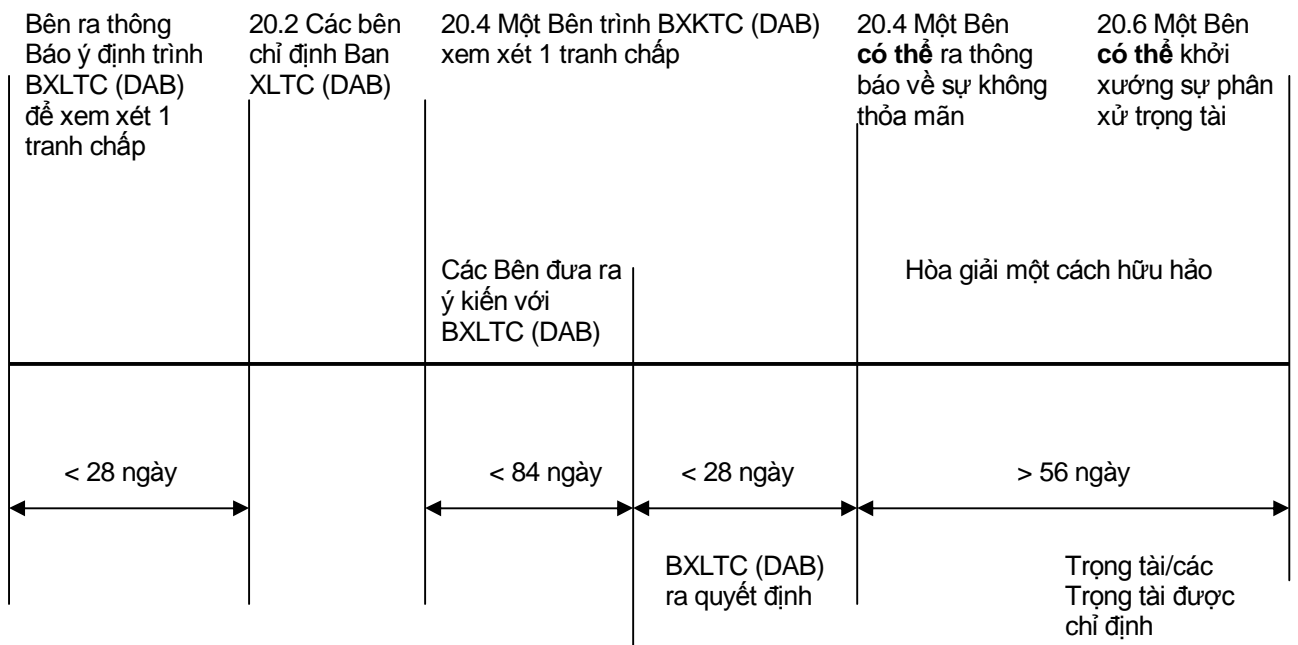 Bên ra thông
Báo ý định trình
BXLTC (DAB)
để xem xét 1
tranh chấp
20.2 Các bên
chỉ định Ban
XLTC (DAB)
20.4 Một Bên trình BXKTC (DAB)
xem xét 1 tranh chấp
20.4 Một Bên
có thể ra thông
báo về sự không
thỏa mãn
20.6 Một Bên
có thể khởi
xướng sự phân
xử trọng tài
Các Bên đưa ra
ý kiến với
BXLTC (DAB)
Hòa giải một cách hữu hảo
< 28 ngày
< 84 ngày
< 28 ngày
> 56 ngày
BXLTC (DAB)
ra quyết định
Trọng tài/các
Trọng tài được
chỉ định